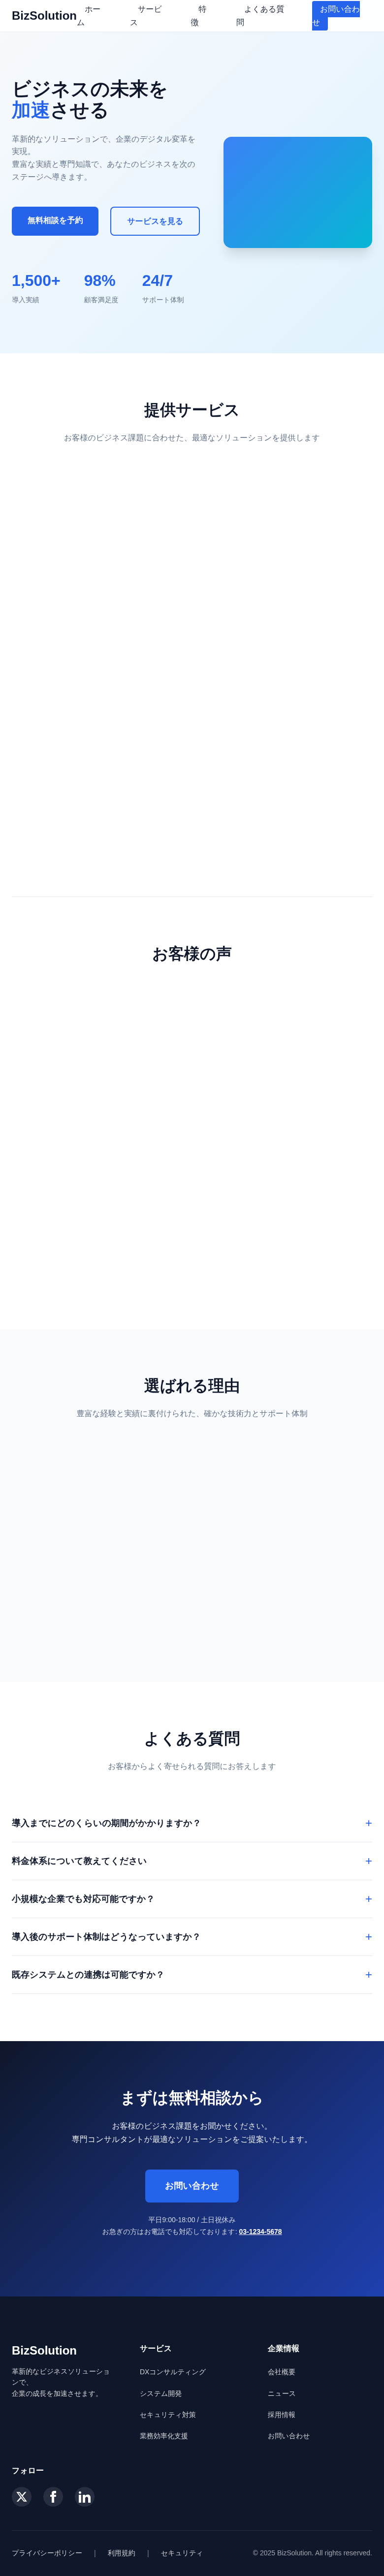 BizSolution
ホーム
サービス
特徴
よくある質問
お問い合わせ
ビジネスの未来を
加速させる
革新的なソリューションで、企業のデジタル変革を
実現。
豊富な実績と専門知識で、あなたのビジネスを次の
ステージへ導きます。
無料相談を予約
サービスを見る
1,500+
98%
24/7
導入実績
顧客満足度
サポート体制
提供サービス
お客様のビジネス課題に合わせた、最適なソリューションを提供します
お客様の声
選ばれる理由
豊富な経験と実績に裏付けられた、確かな技術力とサポート体制
よくある質問
お客様からよく寄せられる質問にお答えします
導入までにどのくらいの期間がかかりますか？ +
料金体系について教えてください +
小規模な企業でも対応可能ですか？ +
導入後のサポート体制はどうなっていますか？ +
既存システムとの連携は可能ですか？ +
まずは無料相談から
お客様のビジネス課題をお聞かせください。
専門コンサルタントが最適なソリューションをご提案いたします。
お問い合わせ
平日9:00-18:00 / 土日祝休み
お急ぎの方はお電話でも対応しております: 03-1234-5678
BizSolution
革新的なビジネスソリューショ
ンで、
企業の成長を加速させます。
サービス
DXコンサルティング
システム開発
セキュリティ対策
業務効率化支援
企業情報
会社概要
ニュース
採用情報
お問い合わせ
フォロー
プライバシーポリシー | 利用規約 | セキュリティ
© 2025 BizSolution. All rights reserved.